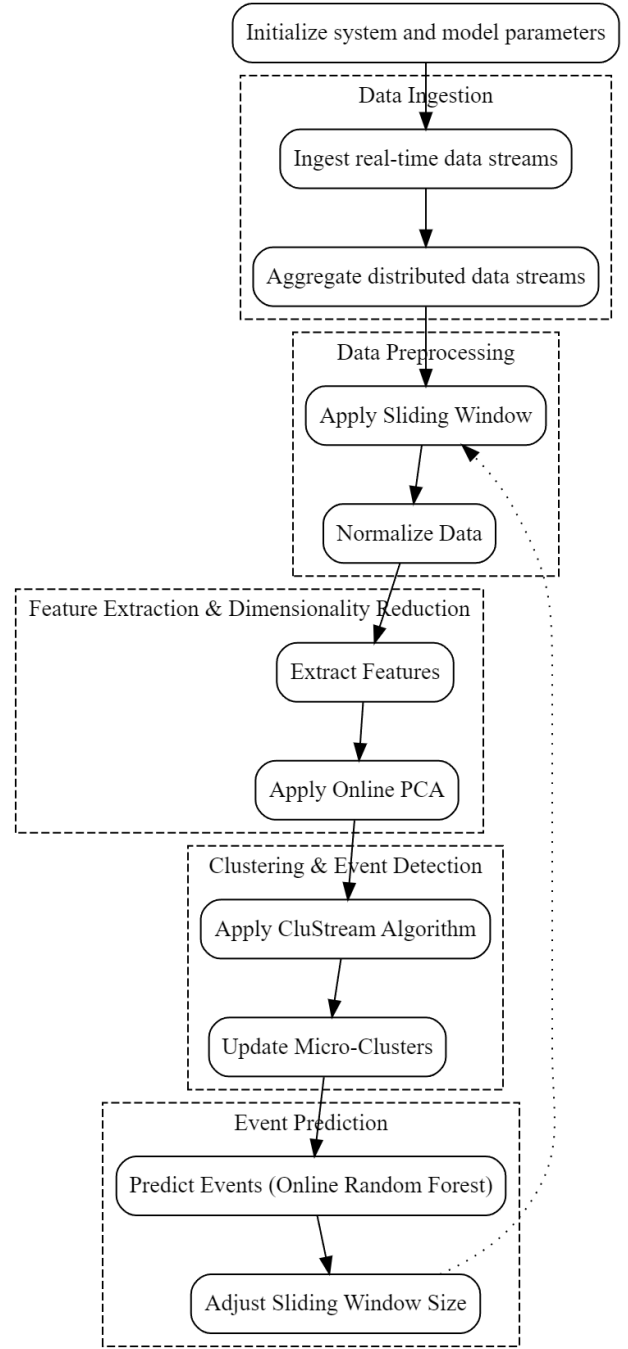 Initialize system and model parameters
Data Ingestion
Ingest real-time data streams
Aggregate distributed data streams
Data Preprocessing
Apply Sliding Window
Normalize Data
Feature Extraction & Dimensionality Reduction
Extract Features
Apply Online PCA
Clustering & Event Detection
Apply CluStream Algorithm
Update Micro-Clusters
Event Prediction
Predict Events (Online Random Forest)
Adjust Sliding Window Size